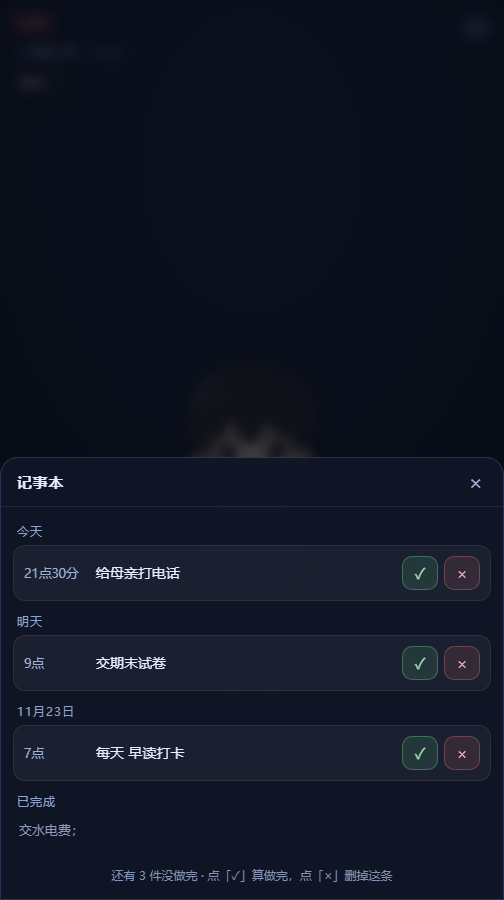 记事本 ×
今天
21点30分 给母亲打电话 ✓ ×
明天
9点 交期末试卷 ✓ ×
11月23日
7点 每天 早读打卡 ✓ ×
已完成
交水电费;
还有 3 件没做完 · 点「✓」算做完，点「×」删掉这条